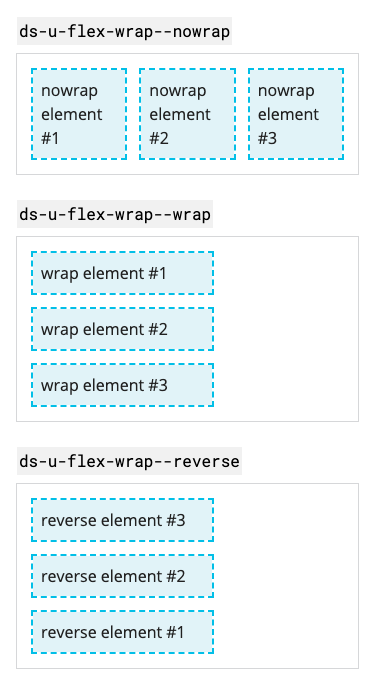 ds-u-flex-wrap--nowrap
nowrap element #1
nowrap element #2
nowrap element #3
ds-u-flex-wrap--wrap
wrap element #1
wrap element #2
wrap element #3
ds-u-flex-wrap--reverse
reverse element #3
reverse element #2
reverse element #1